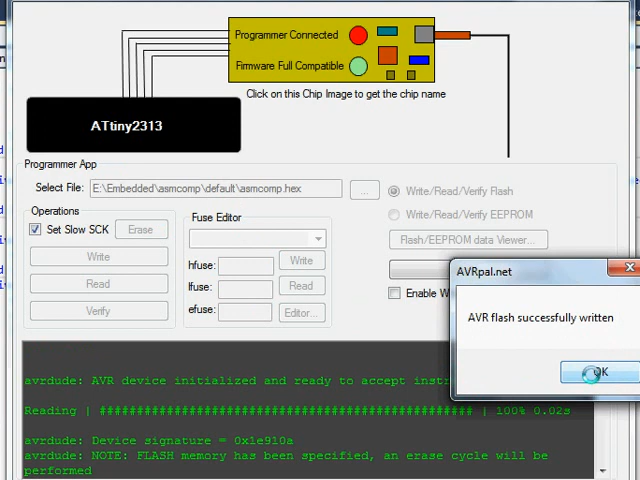 Programmer Connected
Firmware Full Compatible
Click on this Chip Image to get the chip name
ATtiny2313
Programmer App
Select File:
E:\Embedded\asmcomp\default\asmcomp.hex
...
Write/Read/Verify Flash
Operations
Set Slow SCK
Erase
Fuse Editor
Write/Read/Verify EEPROM
Write
Flash/EEPROM data Viewer...
hfuse:
Write
Read
lfuse:
Read
Verify
efuse:
Editor...
Enable W
AVRpal.net
AVR flash successfully written
OK
avrdude: AVR device initialized and ready to accept instr
Reading | ################################################## | 100% 0.02s
avrdude: Device signature = 0x1e910a
avrdude: NOTE: FLASH memory has been specified, an erase cycle will be
performed